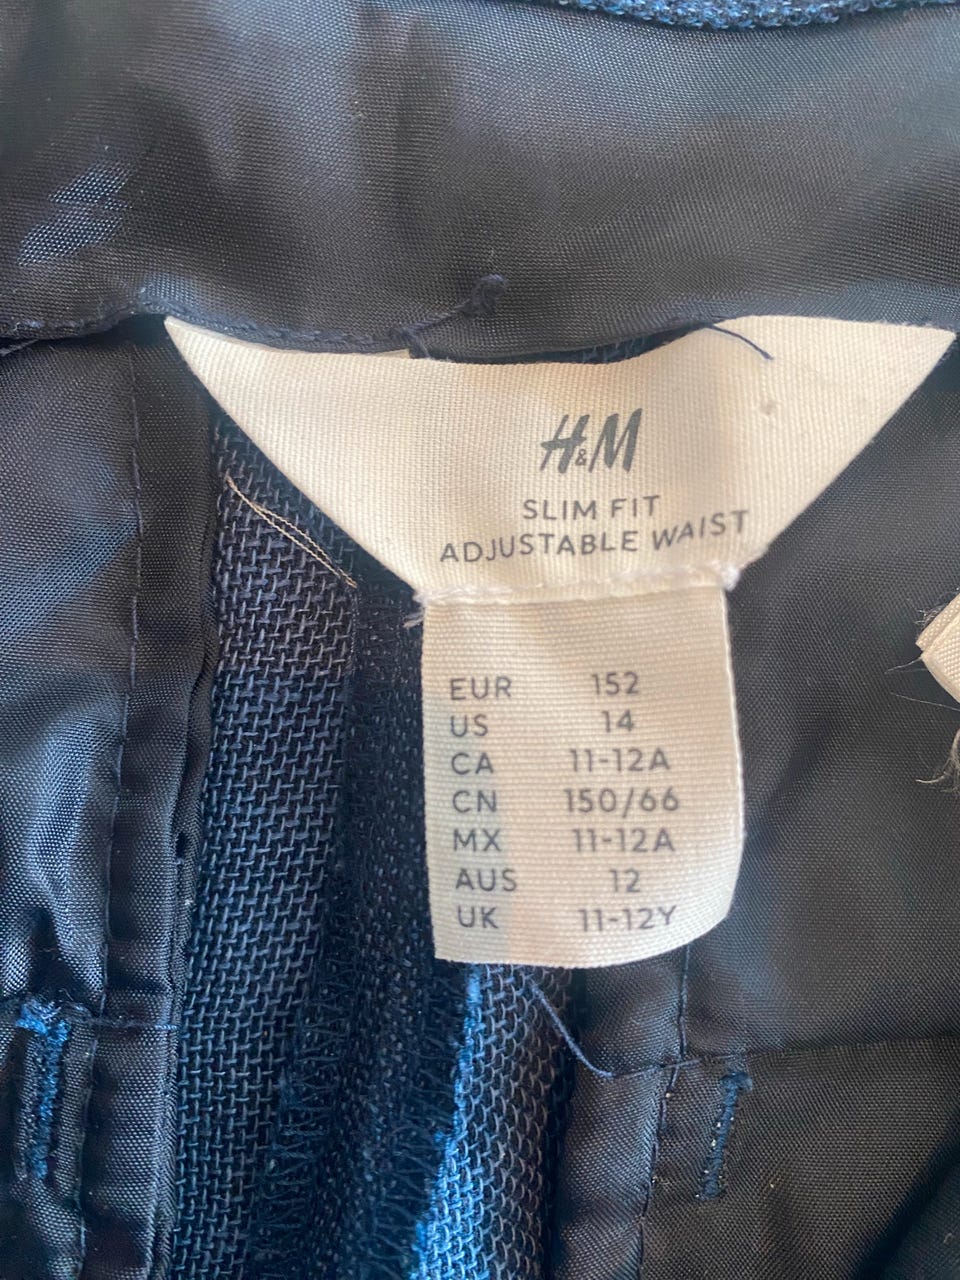 H&M
SLIM FIT
ADJUSTABLE WAIST
EUR 152
US 14
CA 11-12A
CN 150/66
MX 11-12A
AUS 12
UK 11-12Y